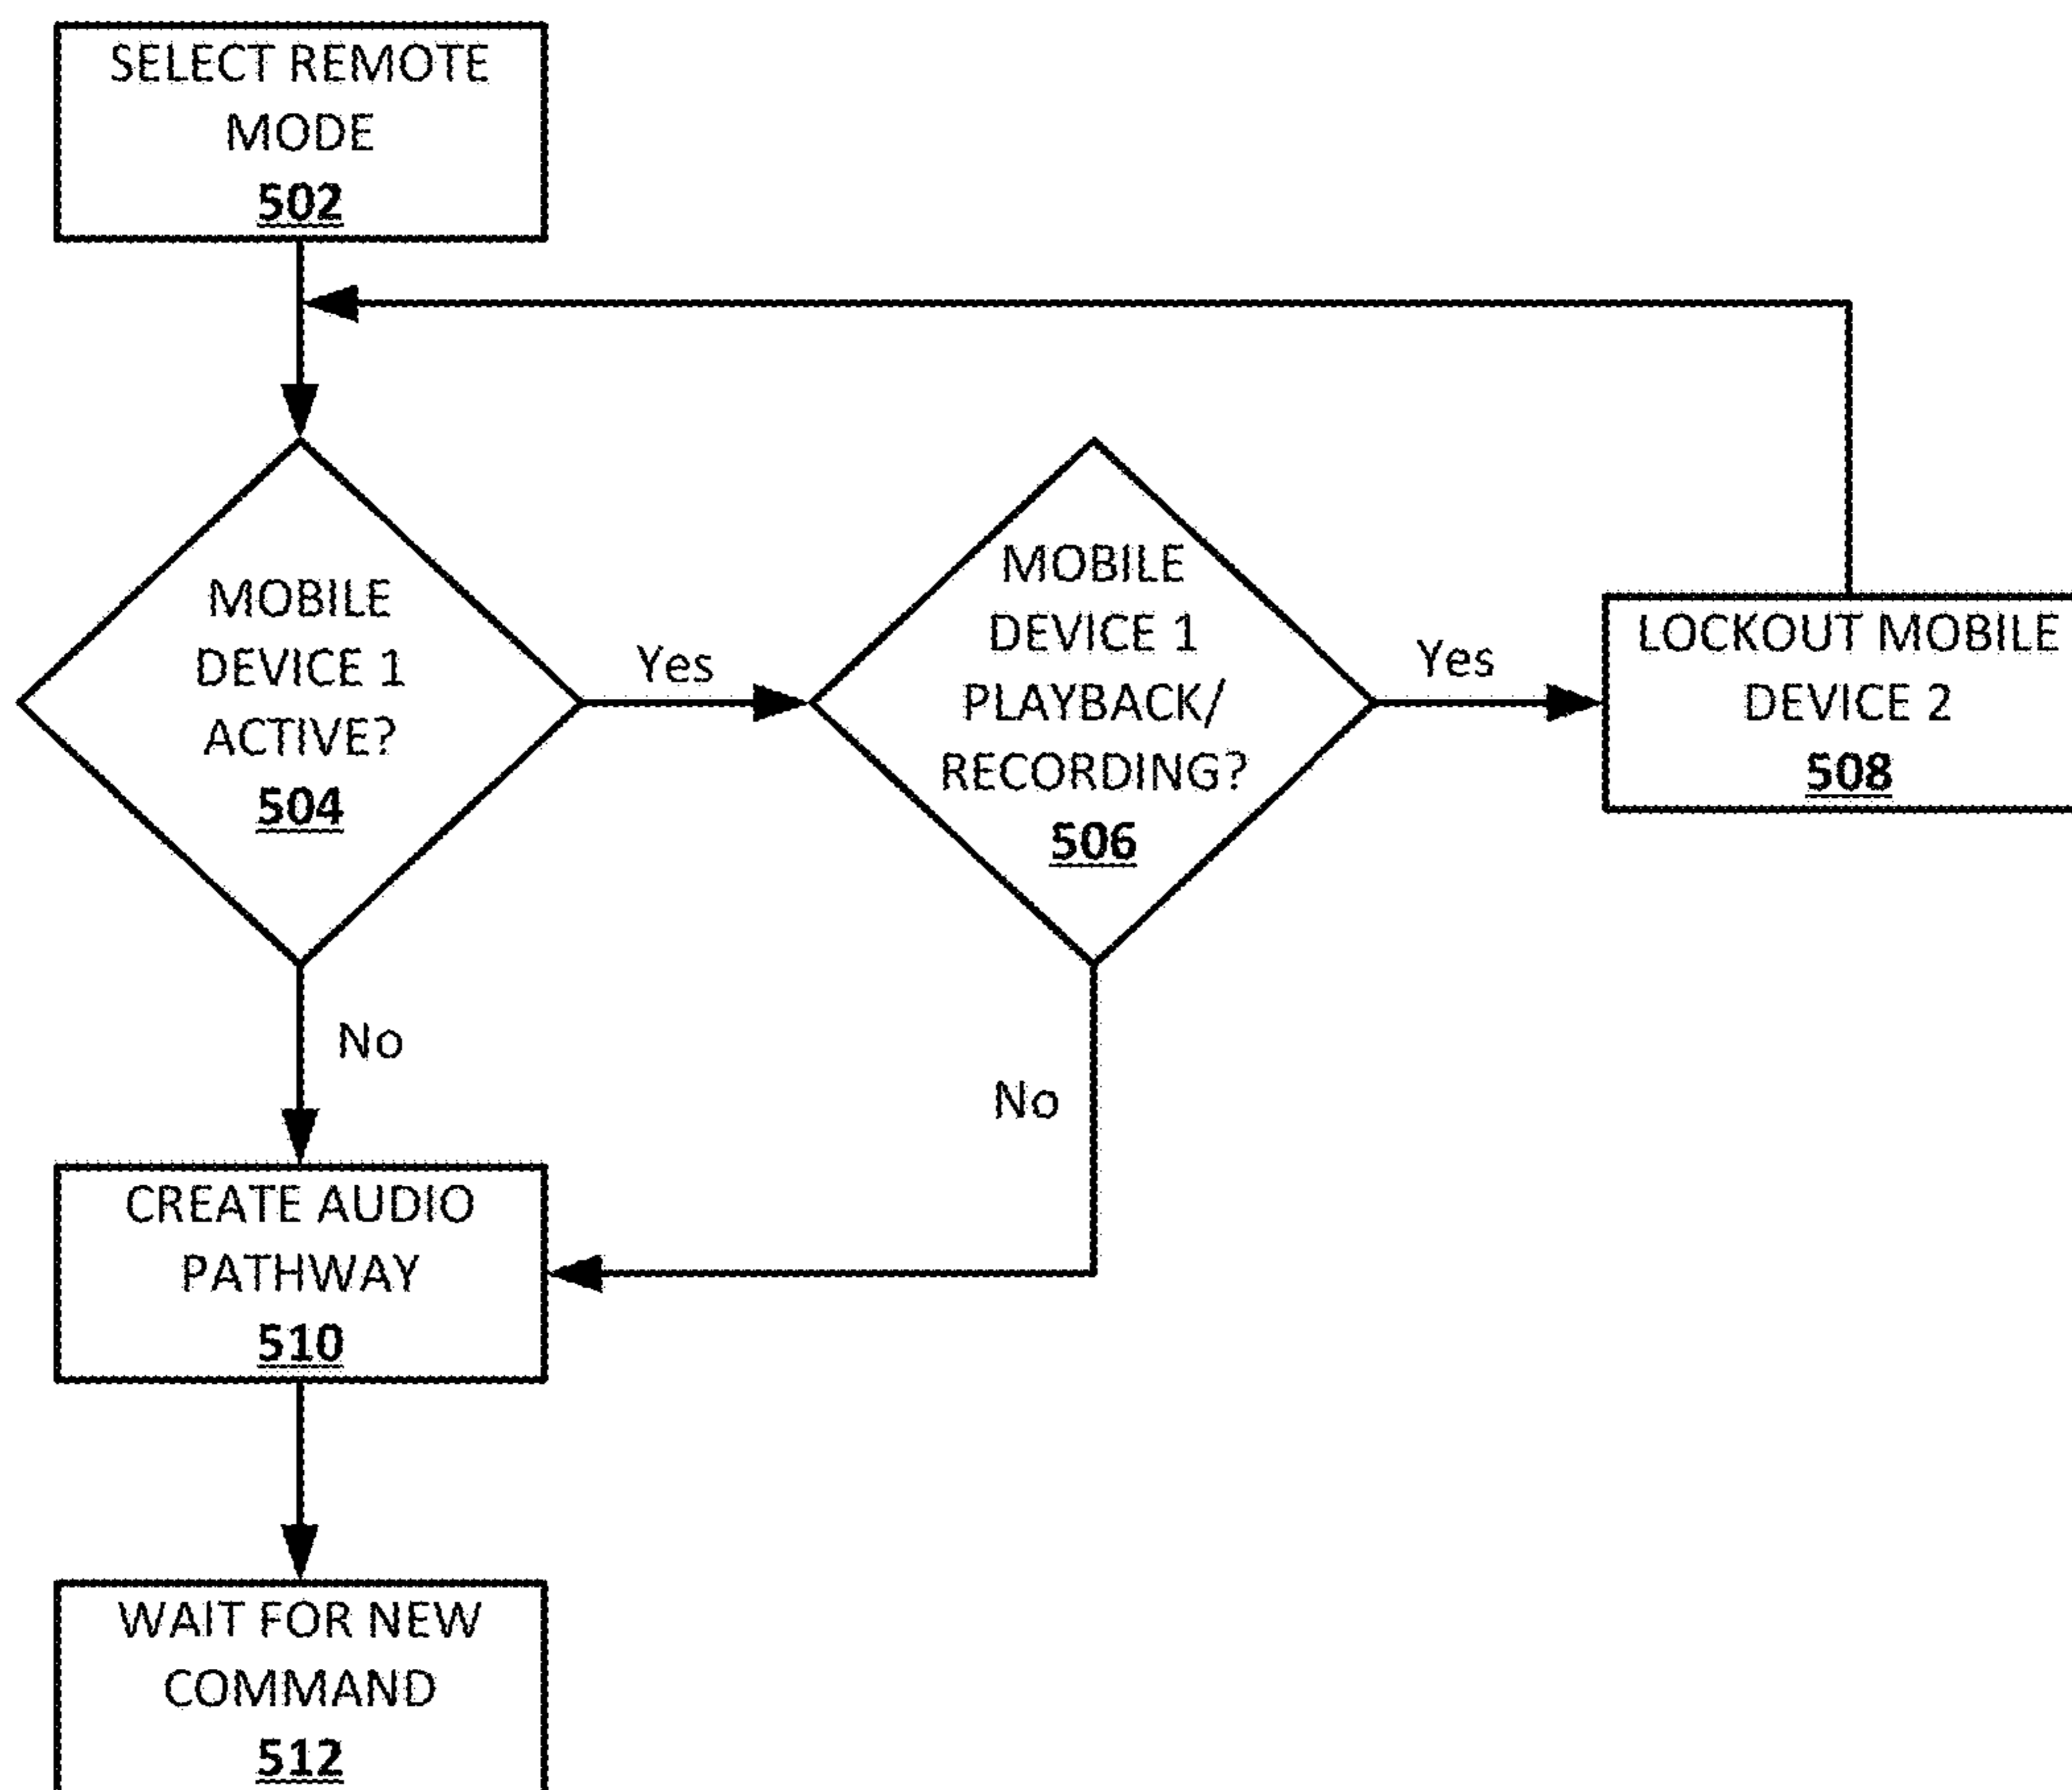 SELECT REMOTE
MODE
502
MOBILE
DEVICE 1
ACTIVE?
504
Yes
MOBILE
DEVICE 1
PLAYBACK/
RECORDING?
506
Yes
LOCKOUT MOBILE
DEVICE 2
508
No
No
CREATE AUDIO
PATHWAY
510
WAIT FOR NEW
COMMAND
512